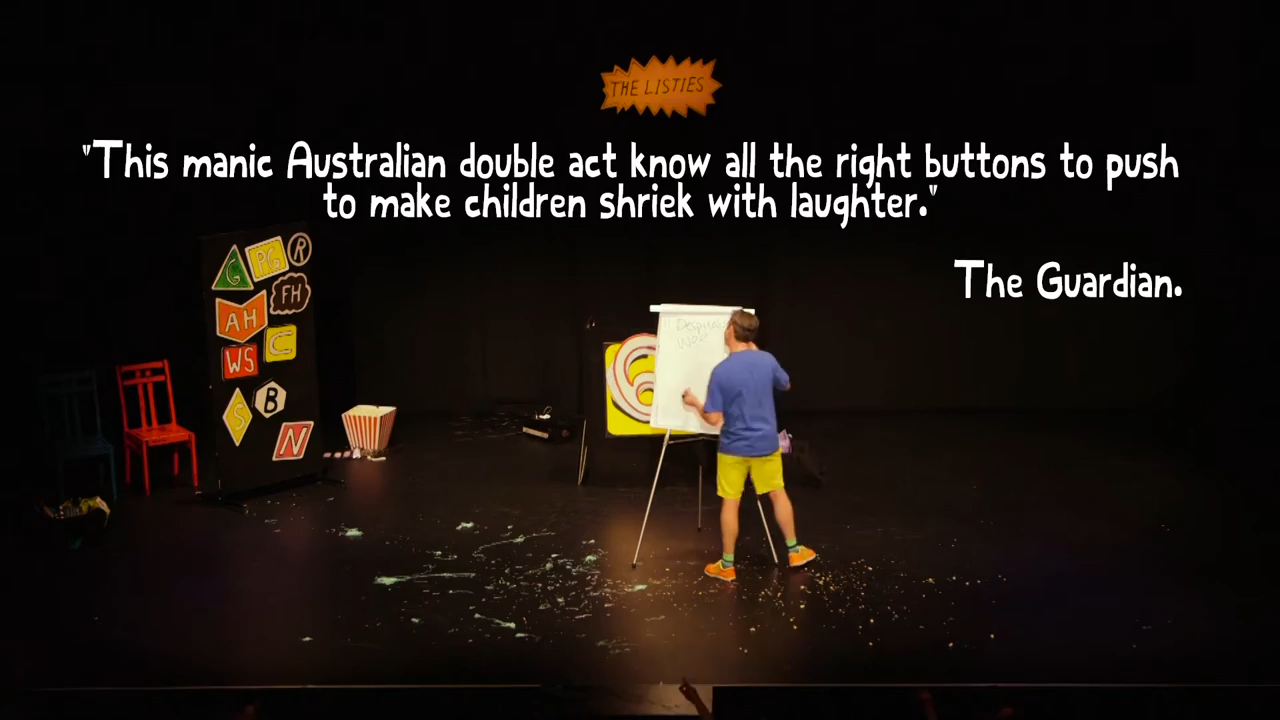 THE LISTIES
"This manic Australian double act know all the right buttons to push
to make children shriek with laughter."
The Guardian.
G PG R
FH
AH
C
WS
B
S
N